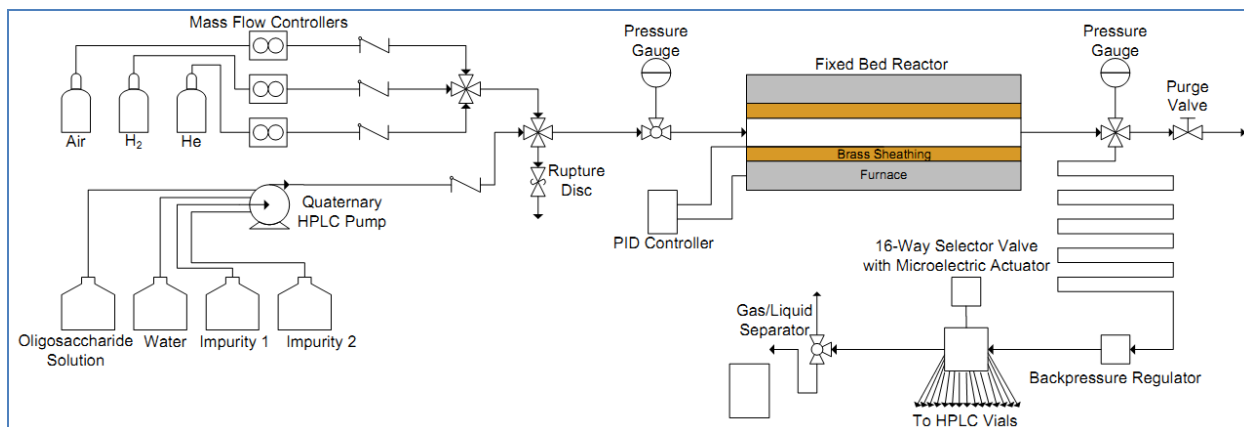 Mass Flow Controllers
Air
H₂
He
Quaternary
HPLC Pump
Oligosaccharide
Solution
Water
Impurity 1
Impurity 2
Rupture
Disc
Pressure
Gauge
Fixed Bed Reactor
Brass Sheathing
Furnace
PID Controller
Pressure
Gauge
Purge
Valve
16-Way Selector Valve
with Microelectric Actuator
Gas/Liquid
Separator
Backpressure Regulator
To HPLC Vials